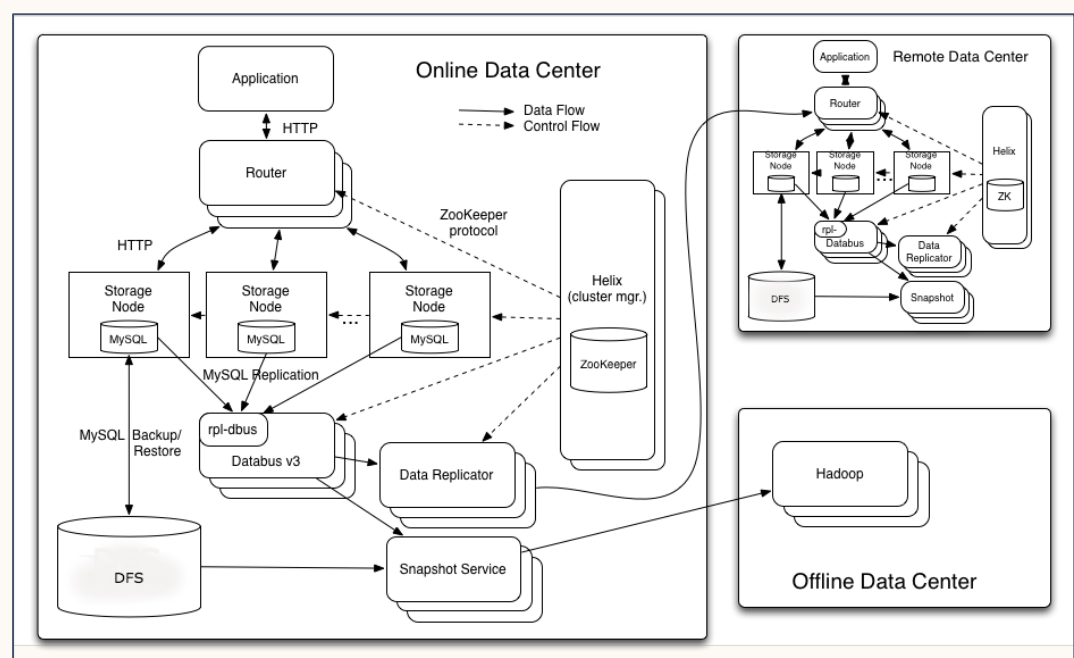 Online Data Center
Application
HTTP
Data Flow
Control Flow
Router
ZooKeeper
protocol
HTTP
Storage
Node
MySQL
Storage
Node
MySQL
...
Storage
Node
MySQL
Helix
(cluster mgr.)
ZooKeeper
MySQL Replication
MySQL Backup/
Restore
rpl-dbus
Databus v3
Data Replicator
DFS
Snapshot Service
Remote Data Center
Application
Router
Storage
Node
Storage
Node
...
Storage
Node
Helix
ZK
rpl-
Databus
Data
Replicator
DFS
Snapshot
Hadoop
Offline Data Center